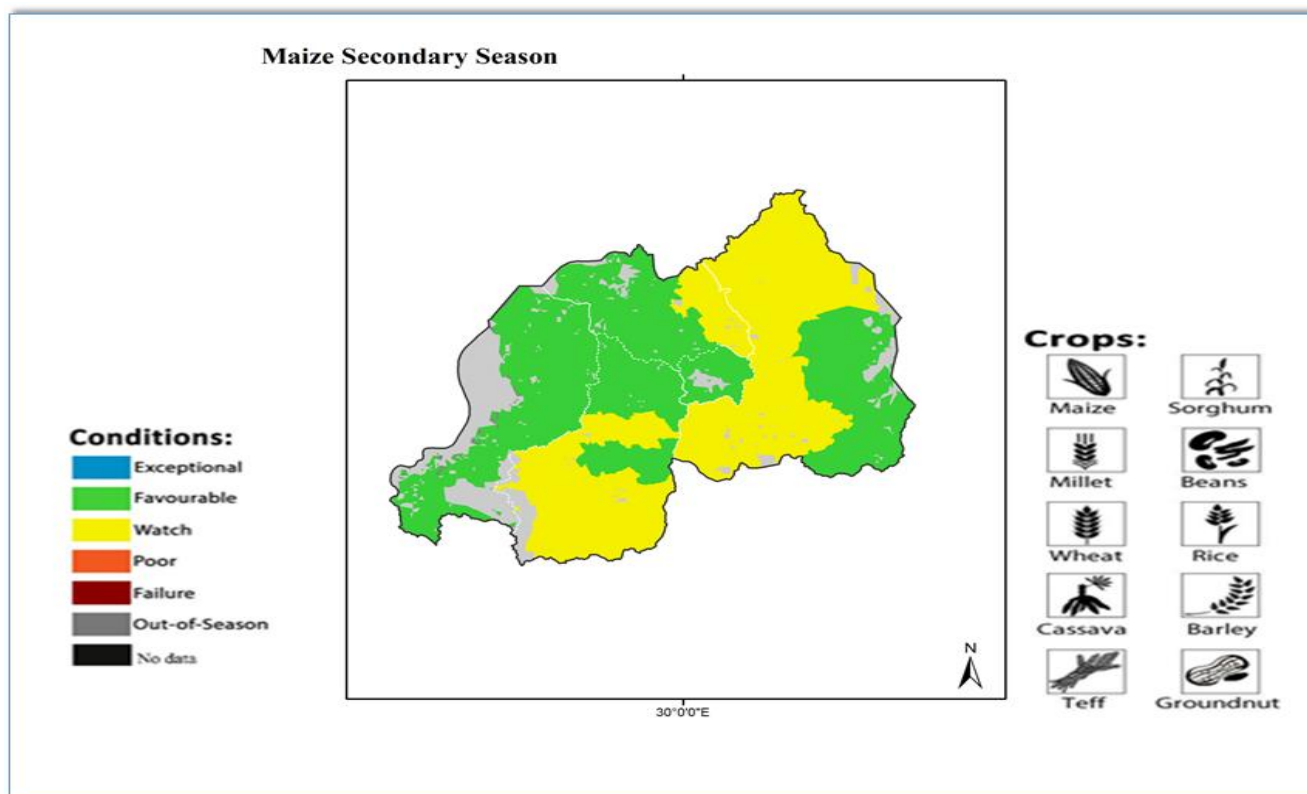 Maize Secondary Season
Conditions:
Exceptional
Favourable
Watch
Poor
Failure
Out-of-Season
No data
N
30°0'0"E
Crops:
Maize
Sorghum
Millet
Beans
Wheat
Rice
Cassava
Barley
Teff
Groundnut